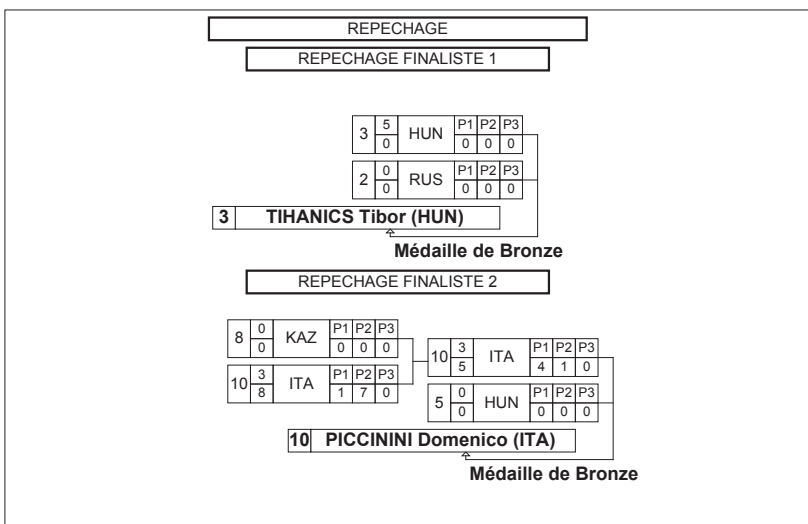 REPECHAGE
REPECHAGE FINALISTE 1
3 5 HUN P1 P2 P3
0 0 0 0
2 0 RUS P1 P2 P3
0 0 0 0
3 TIHANICS Tibor (HUN)
Médaille de Bronze
REPECHAGE FINALISTE 2
8 0 KAZ P1 P2 P3
0 0 0 0
10 3 ITA P1 P2 P3
8 1 7 0
10 3 ITA P1 P2 P3
5 4 1 0
5 0 HUN P1 P2 P3
0 0 0 0
10 PICCININI Domenico (ITA)
Médaille de Bronze